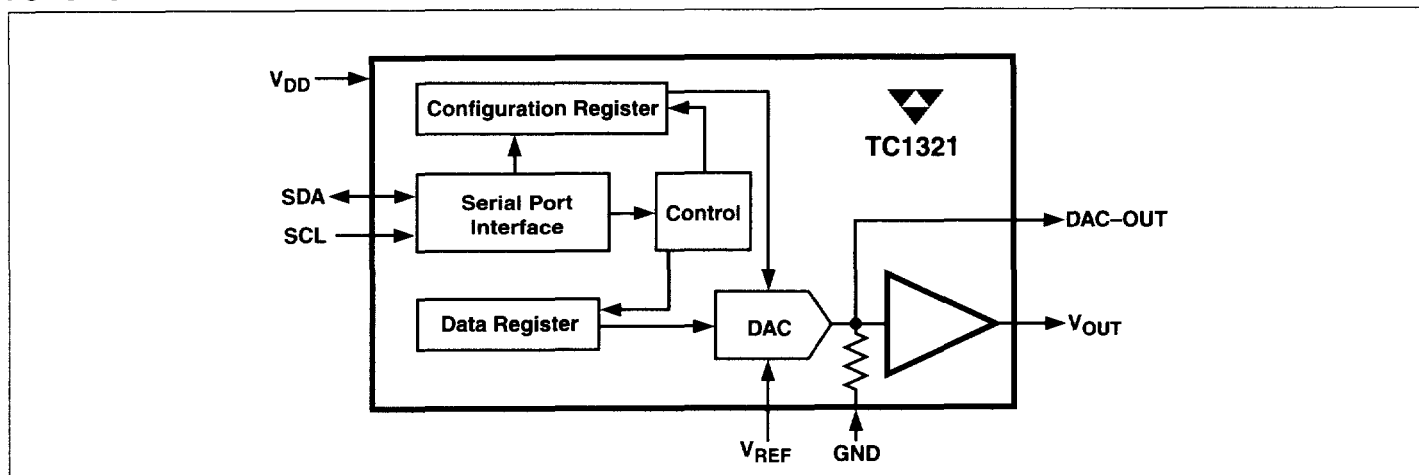 V_DD
Configuration Register
TC1321
SDA
Serial Port
Interface
Control
SCL
DAC–OUT
Data Register
DAC
V_OUT
V_REF
GND